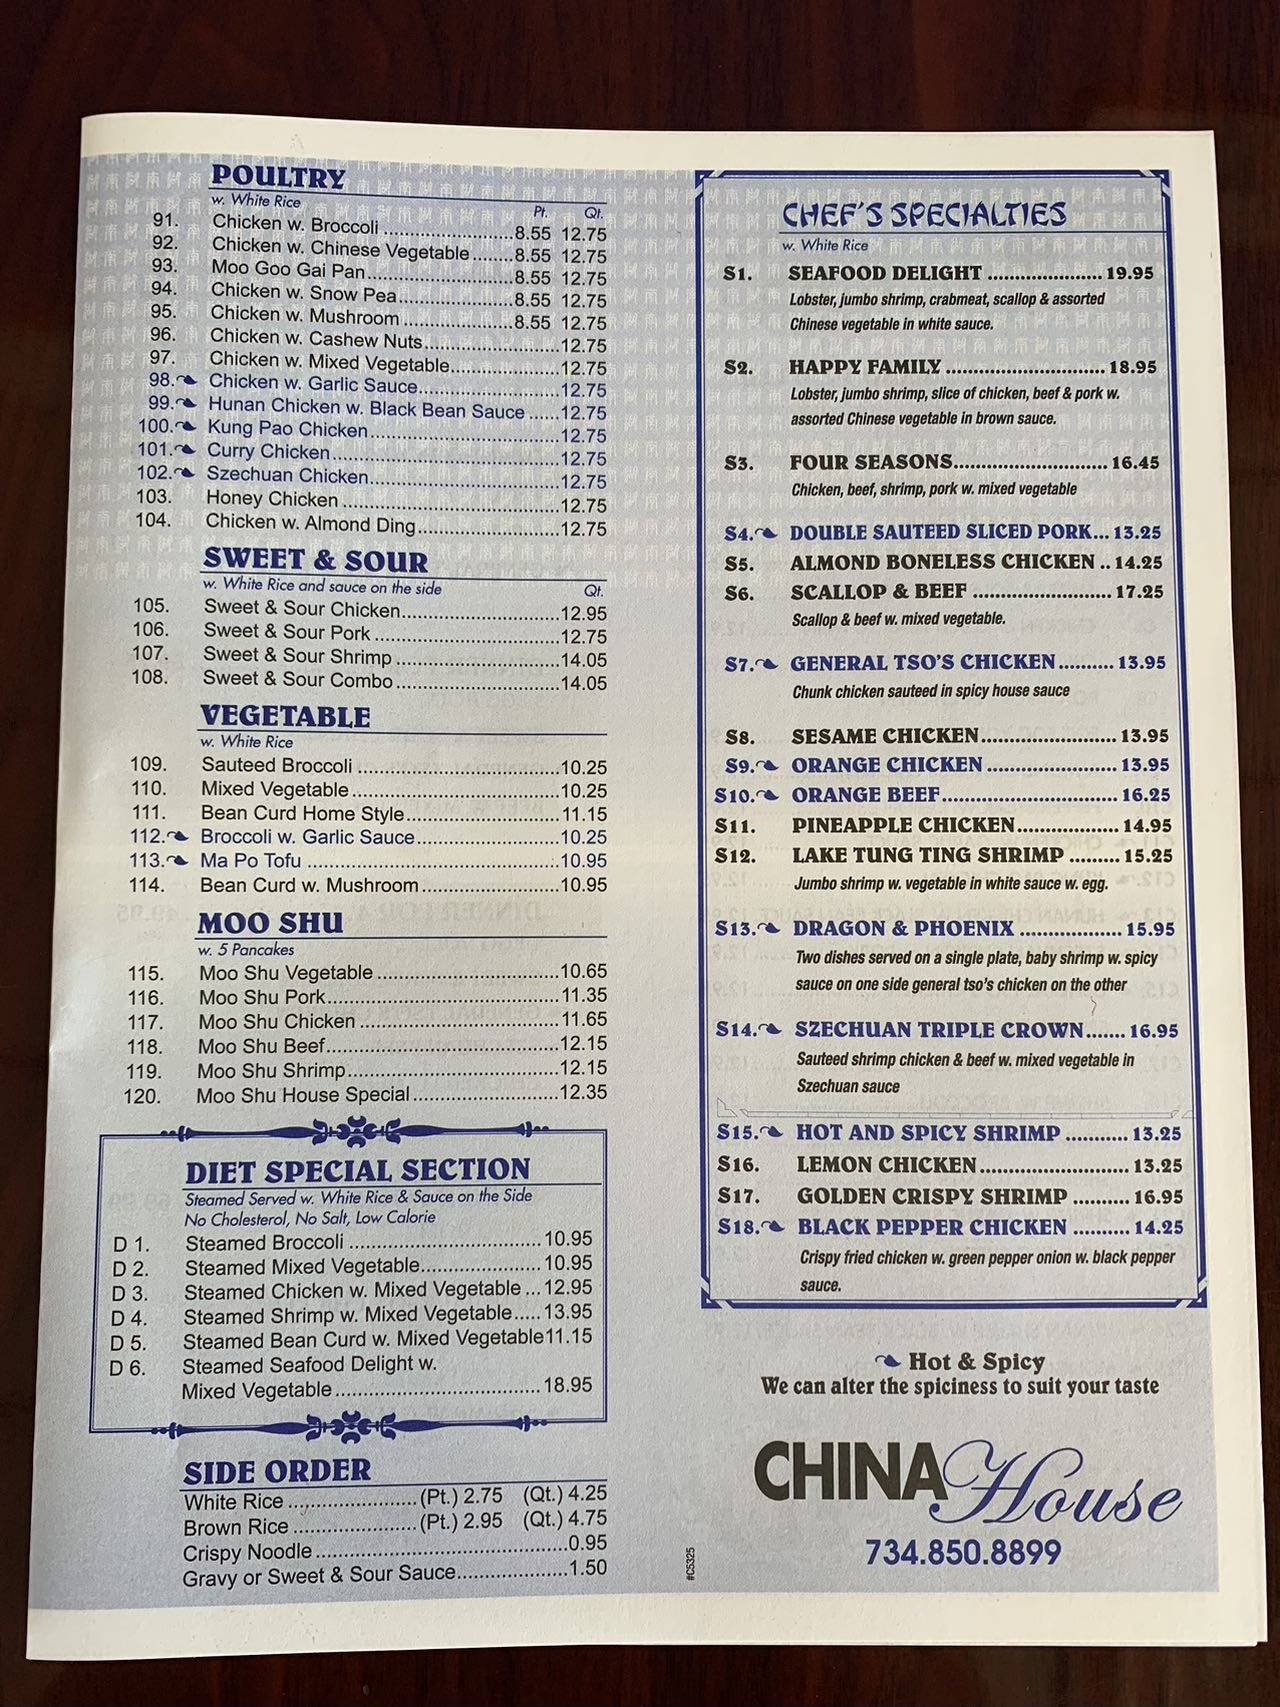 POULTRY
w. White Rice Pt. Qt.
91. Chicken w. Broccoli ........................8.55 12.75
92. Chicken w. Chinese Vegetable.......8.55 12.75
93. Moo Goo Gai Pan..........................8.55 12.75
94. Chicken w. Snow Pea.....................8.55 12.75
95. Chicken w. Mushroom ....................8.55 12.75
96. Chicken w. Cashew Nuts.........................12.75
97. Chicken w. Mixed Vegetable....................12.75
98. Chicken w. Garlic Sauce..........................12.75
99. Hunan Chicken w. Black Bean Sauce ......12.75
100. Kung Pao Chicken..................................12.75
101. Curry Chicken.........................................12.75
102. Szechuan Chicken..................................12.75
103. Honey Chicken .......................................12.75
104. Chicken w. Almond Ding..........................12.75
SWEET & SOUR
w. White Rice and sauce on the side Qt.
105. Sweet & Sour Chicken.............................12.95
106. Sweet & Sour Pork ..................................12.75
107. Sweet & Sour Shrimp ..............................14.05
108. Sweet & Sour Combo..............................14.05
VEGETABLE
w. White Rice
109. Sauteed Broccoli .....................................10.25
110. Mixed Vegetable......................................10.25
111. Bean Curd Home Style............................11.15
112. Broccoli w. Garlic Sauce..........................10.25
113. Ma Po Tofu ..............................................10.95
114. Bean Curd w. Mushroom.........................10.95
MOO SHU
w. 5 Pancakes
115. Moo Shu Vegetable .................................10.65
116. Moo Shu Pork..........................................11.35
117. Moo Shu Chicken ....................................11.65
118. Moo Shu Beef..........................................12.15
119. Moo Shu Shrimp......................................12.15
120. Moo Shu House Special..........................12.35
DIET SPECIAL SECTION
Steamed Served w. White Rice & Sauce on the Side
No Cholesterol, No Salt, Low Calorie
D 1. Steamed Broccoli ...................................10.95
D 2. Steamed Mixed Vegetable......................10.95
D 3. Steamed Chicken w. Mixed Vegetable ...12.95
D 4. Steamed Shrimp w. Mixed Vegetable.....13.95
D 5. Steamed Bean Curd w. Mixed Vegetable11.15
D 6. Steamed Seafood Delight w.
Mixed Vegetable.....................................18.95
SIDE ORDER
White Rice .......................(Pt.) 2.75 (Qt.) 4.25
Brown Rice ......................(Pt.) 2.95 (Qt.) 4.75
Crispy Noodle..............................................0.95
Gravy or Sweet & Sour Sauce....................1.50
CHEF'S SPECIALTIES
w. White Rice
S1. SEAFOOD DELIGHT ....................19.95
Lobster, jumbo shrimp, crabmeat, scallop & assorted
Chinese vegetable in white sauce.
S2. HAPPY FAMILY ............................18.95
Lobster, jumbo shrimp, slice of chicken, beef & pork w.
assorted Chinese vegetable in brown sauce.
S3. FOUR SEASONS...........................16.45
Chicken, beef, shrimp, pork w. mixed vegetable
S4. DOUBLE SAUTEED SLICED PORK...13.25
S5. ALMOND BONELESS CHICKEN ..14.25
S6. SCALLOP & BEEF ........................17.25
Scallop & beef w. mixed vegetable.
S7. GENERAL TSO'S CHICKEN..........13.95
Chunk chicken sauteed in spicy house sauce
S8. SESAME CHICKEN........................13.95
S9. ORANGE CHICKEN .......................13.95
S10. ORANGE BEEF...............................16.25
S11. PINEAPPLE CHICKEN..................14.95
S12. LAKE TUNG TING SHRIMP .........15.25
Jumbo shrimp w. vegetable in white sauce w. egg.
S13. DRAGON & PHOENIX ..................15.95
Two dishes served on a single plate, baby shrimp w. spicy
sauce on one side general tso's chicken on the other
S14. SZECHUAN TRIPLE CROWN.......16.95
Sauteed shrimp chicken & beef w. mixed vegetable in
Szechuan sauce
S15. HOT AND SPICY SHRIMP ...........13.25
S16. LEMON CHICKEN..........................13.25
S17. GOLDEN CRISPY SHRIMP ..........16.95
S18. BLACK PEPPER CHICKEN ..........14.25
Crispy fried chicken w. green pepper onion w. black pepper
sauce.
Hot & Spicy
We can alter the spiciness to suit your taste
CHINA House
734.850.8899
#C5325